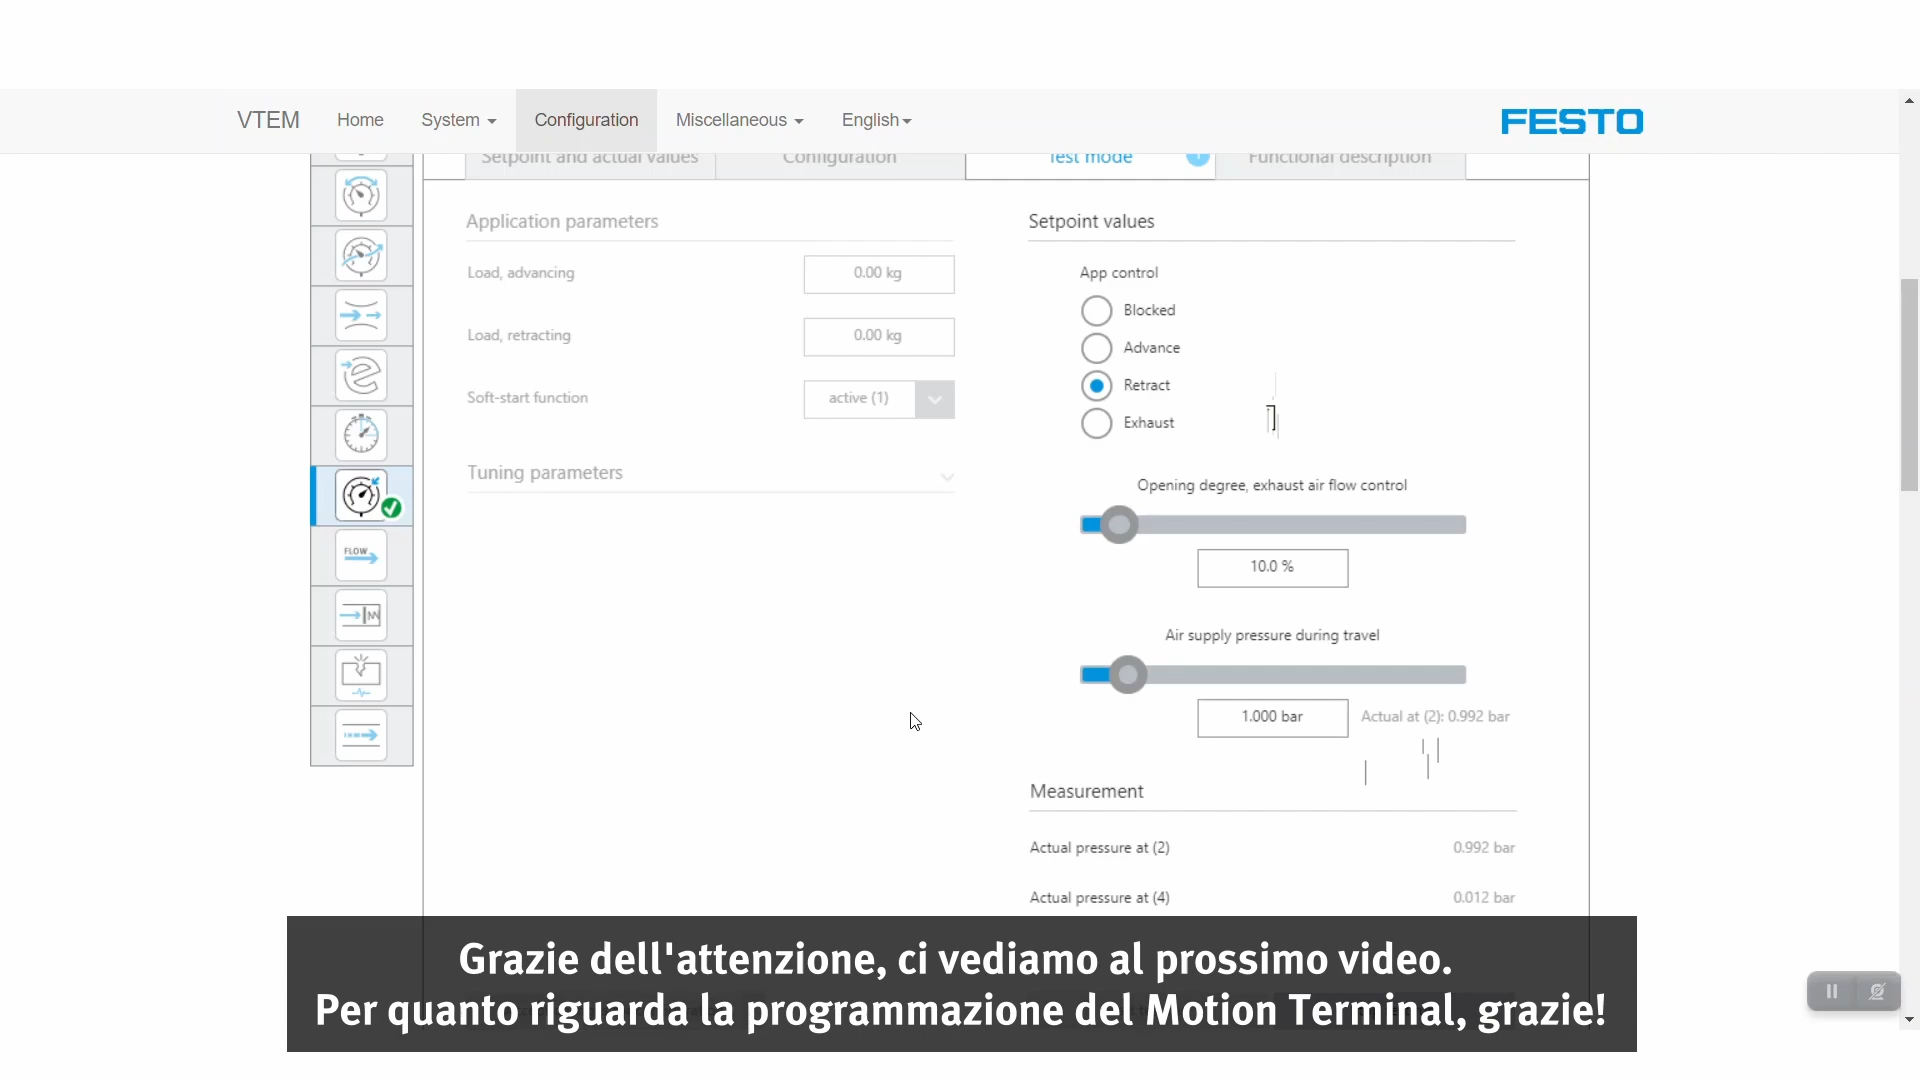 VTEM
Home
System
Configuration
Miscellaneous
English
FESTO
Setpoint and actual values
Configuration
Test mode
Functional description
Application parameters
Load, advancing
0.00 kg
Load, retracting
0.00 kg
Soft-start function
active (1)
Tuning parameters
Setpoint values
App control
Blocked
Advance
Retract
Exhaust
Opening degree, exhaust air flow control
10.0 %
Air supply pressure during travel
1.000 bar
Actual at (2): 0.992 bar
Measurement
Actual pressure at (2)
0.992 bar
Actual pressure at (4)
0.012 bar
FLOW
Grazie dell'attenzione, ci vediamo al prossimo video.
Per quanto riguarda la programmazione del Motion Terminal, grazie!